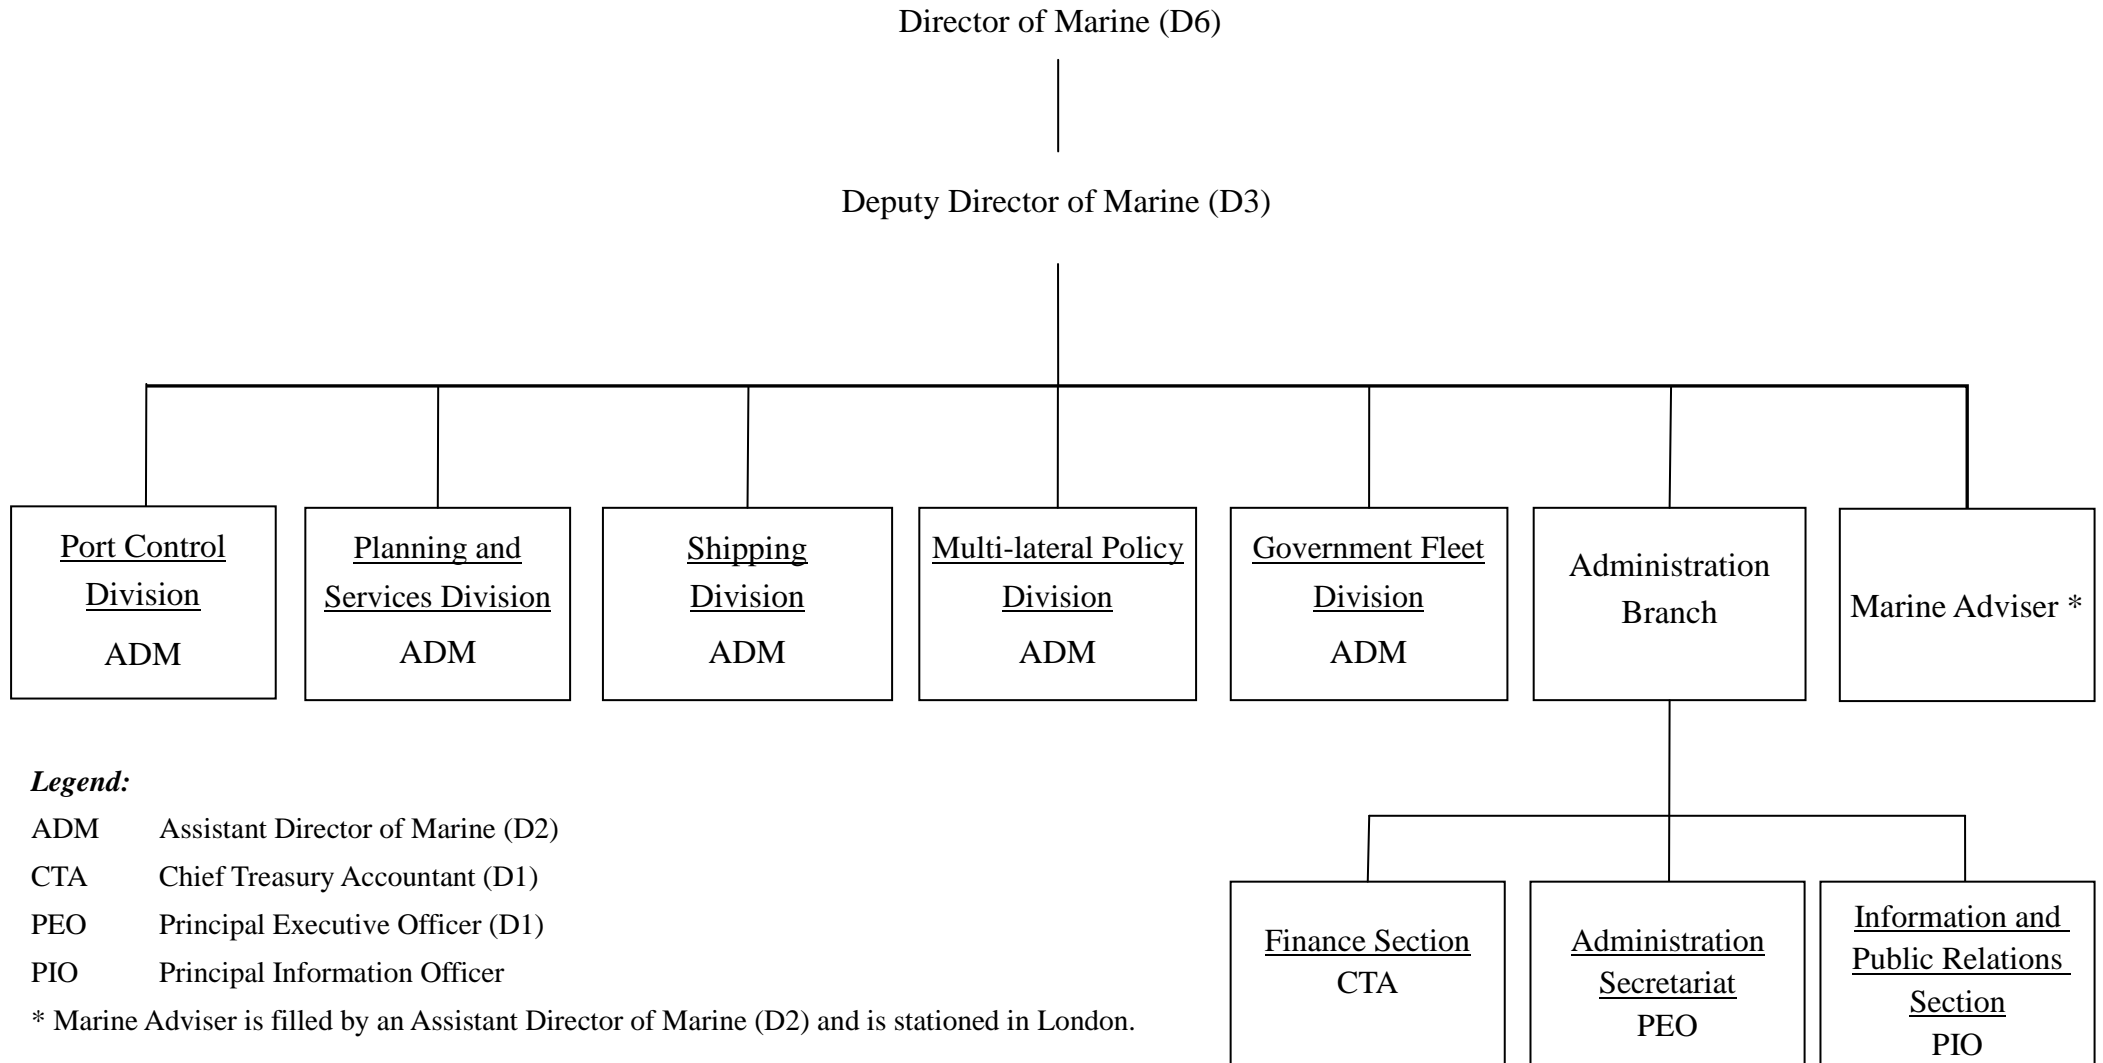 Director of Marine (D6)
Deputy Director of Marine (D3)
Port Control
Division
ADM
Planning and
Services Division
ADM
Shipping
Division
ADM
Multi-lateral Policy
Division
ADM
Government Fleet
Division
ADM
Administration
Branch
Marine Adviser *
Legend:
ADM Assistant Director of Marine (D2)
CTA Chief Treasury Accountant (D1)
PEO Principal Executive Officer (D1)
PIO Principal Information Officer
* Marine Adviser is filled by an Assistant Director of Marine (D2) and is stationed in London.
Finance Section
CTA
Administration
Secretariat
PEO
Information and
Public Relations
Section
PIO